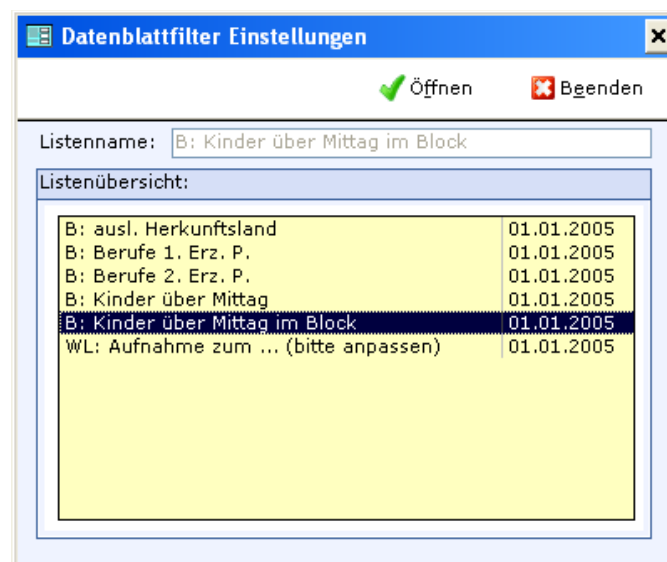 Datenblattfilter Einstellungen
Öffnen Beenden
Listenname: B: Kinder über Mittag im Block
Listenübersicht:
B: ausl. Herkunftsland 01.01.2005
B: Berufe 1. Erz. P. 01.01.2005
B: Berufe 2. Erz. P. 01.01.2005
B: Kinder über Mittag 01.01.2005
B: Kinder über Mittag im Block 01.01.2005
WL: Aufnahme zum ... (bitte anpassen) 01.01.2005